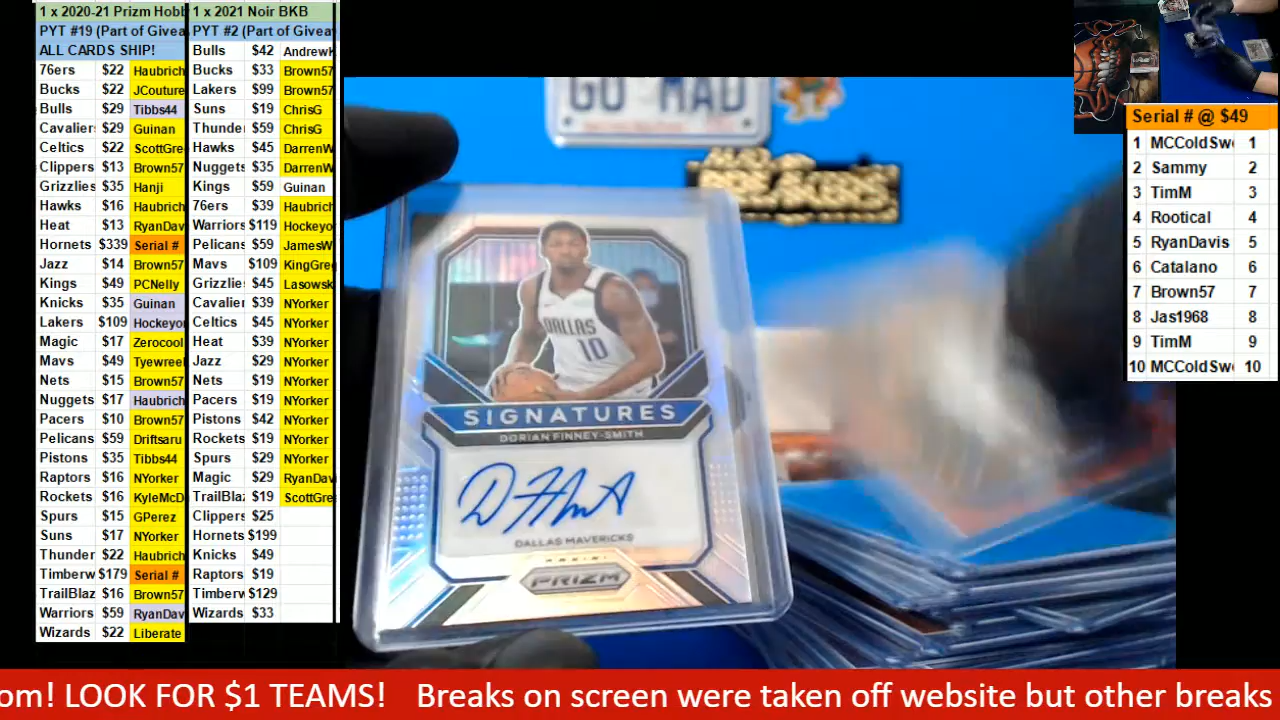 1 x 2020-21 Prizm Hobb
PYT #19 (Part of Givea
ALL CARDS SHIP!
76ers $22 Haubrich
Bucks $22 JCouture
Bulls $29 Tibbs44
Cavaliers $29 Guinan
Celtics $22 ScottGre
Clippers $13 Brown57
Grizzlies $35 Hanji
Hawks $16 Haubrich
Heat $13 RyanDav
Hornets $339 Serial #
Jazz $14 Brown57
Kings $49 PCNelly
Knicks $35 Guinan
Lakers $109 Hockeyo
Magic $17 Zerocool
Mavs $49 Tyewree
Nets $15 Brown57
Nuggets $17 Haubrich
Pacers $10 Brown57
Pelicans $59 Driftsaru
Pistons $35 Tibbs44
Raptors $16 NYorker
Rockets $16 KyleMcD
Spurs $15 GPerez
Suns $17 NYorker
Thunder $22 Haubrich
Timberw $179 Serial #
TrailBlaz $16 Brown57
Warriors $59 RyanDav
Wizards $22 Liberate
1 x 2021 Noir BKB
PYT #2 (Part of Giveaw
Bulls $42 AndrewK
Bucks $33 Brown57
Lakers $99 Brown57
Suns $19 ChrisG
Thunde $59 ChrisG
Hawks $45 DarrenW
Nuggets $35 DarrenW
Kings $59 Guinan
76ers $39 Haubrich
Warriors $119 Hockeyo
Pelicans $59 JamesW
Mavs $109 KingGre
Grizzlie $45 Lasowsk
Cavalier $39 NYorker
Celtics $45 NYorker
Heat $39 NYorker
Jazz $29 NYorker
Nets $19 NYorker
Pacers $19 NYorker
Pistons $42 NYorker
Rockets $19 NYorker
Spurs $29 NYorker
Magic $29 RyanDav
TrailBlaz $19 ScottGre
Clippers $25
Hornets $199
Knicks $49
Raptors $19
Timberw $129
Wizards $33
GO MAD
DALLAS
10
SIGNATURES
DORIAN FINNEY-SMITH
DALLAS MAVERICKS
PANINI
PRIZM
Serial # @ $49
1 MCColdSw 1
2 Sammy 2
3 TimM 3
4 Rootical 4
5 RyanDavis 5
6 Catalano 6
7 Brown57 7
8 Jas1968 8
9 TimM 9
10 MCColdSw 10
om! LOOK FOR $1 TEAMS! Breaks on screen were taken off website but other breaks